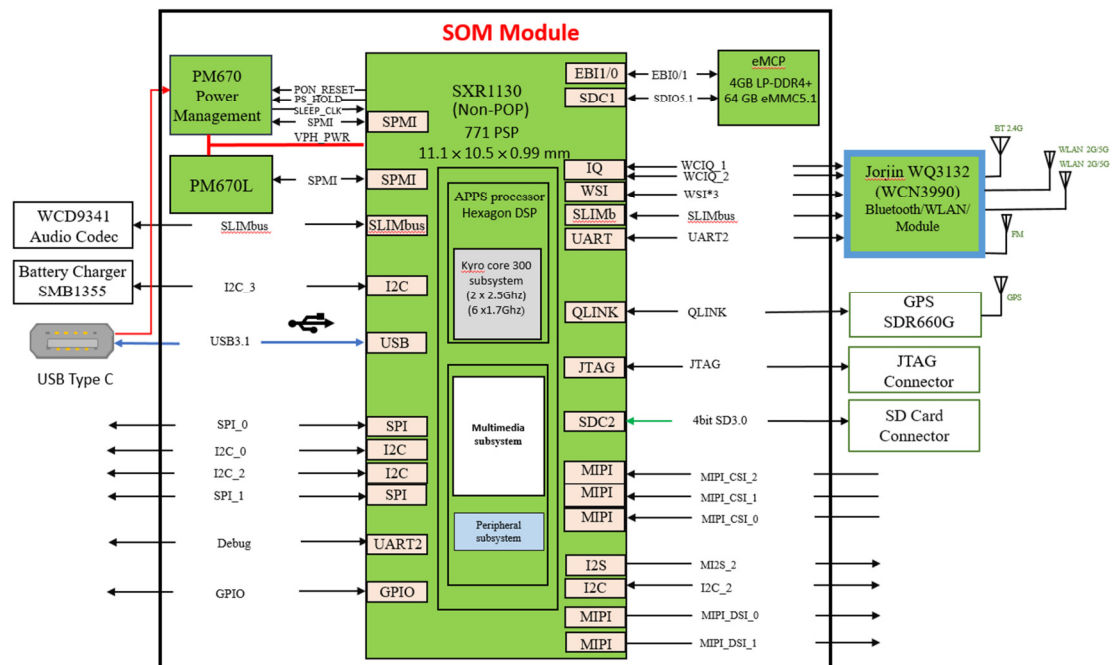 SOM Module
PM670
Power
Management
PON_RESET
PS_HOLD
SLEEP_CLK
SPMI
SPMI
VPH_PWR
PM670L
SPMI
SPMI
WCD9341
Audio Codec
SLIMbus
SLIMbus
Battery Charger
SMB1355
I2C_3
I2C
USB3.1
USB
USB Type C
SPI_0
SPI
I2C_0
I2C
I2C_2
I2C
SPI_1
SPI
Debug
UART2
GPIO
GPIO
SXR1130
(Non-POP)
771 PSP
11.1 × 10.5 × 0.99 mm
APPS processor
Hexagon DSP
Kyro core 300
subsystem
(2 x 2.5Ghz)
(6 x1.7Ghz)
Multimedia
subsystem
Peripheral
subsystem
EBI1/0
EBI0/1
SDC1
SDIO5.1
eMCP
4GB LP-DDR4+
64 GB eMMC5.1
IQ
WCIQ_1
WCIQ_2
WSI
WSI*3
SLIMb
SLIMbus
UART
UART2
Jorjin WQ3132
(WCN3990)
Bluetooth/WLAN/
Module
BT 2.4G
WLAN 2G/5G
WLAN 2G/5G
FM
QLINK
QLINK
GPS
SDR660G
GPS
JTAG
JTAG
JTAG
Connector
SDC2
4bit SD3.0
SD Card
Connector
MIPI
MIPI_CSI_2
MIPI
MIPI_CSI_1
MIPI
MIPI_CSI_0
I2S
MI2S_2
I2C
I2C_2
MIPI
MIPI_DSI_0
MIPI
MIPI_DSI_1